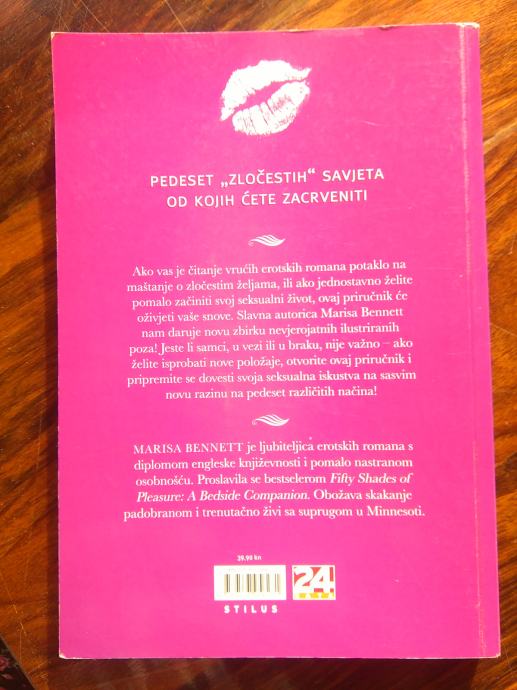 PEDESET „ZLOČESTIH“ SAVJETA
OD KOJIH ĆETE ZACRVENITI
Ako vas je čitanje vrućih erotskih romana potaklo na
maštanje o zločestim željama, ili ako jednostavno želite
pomalo začiniti svoj seksualni život, ovaj priručnik će
oživjeti vaše snove. Slavna autorica Marisa Bennett
nam daruje novu zbirku nevjerojatnih ilustriranih
poza! Jeste li samci, u vezi ili u braku, nije važno – ako
želite isprobati nove položaje, otvorite ovaj priručnik i
pripremite se dovesti svoja seksualna iskustva na sasvim
novu razinu na pedeset različitih načina!
MARISA BENNETT je ljubiteljica erotskih romana s
diplomom engleske književnosti i pomalo nastranom
osobnošću. Proslavila se bestselerom Fifty Shades of
Pleasure: A Bedside Companion. Obožava skakanje
padobranom i trenutačno živi sa suprugom u Minnesoti.
39.90 kn
24
SATA
STILUS